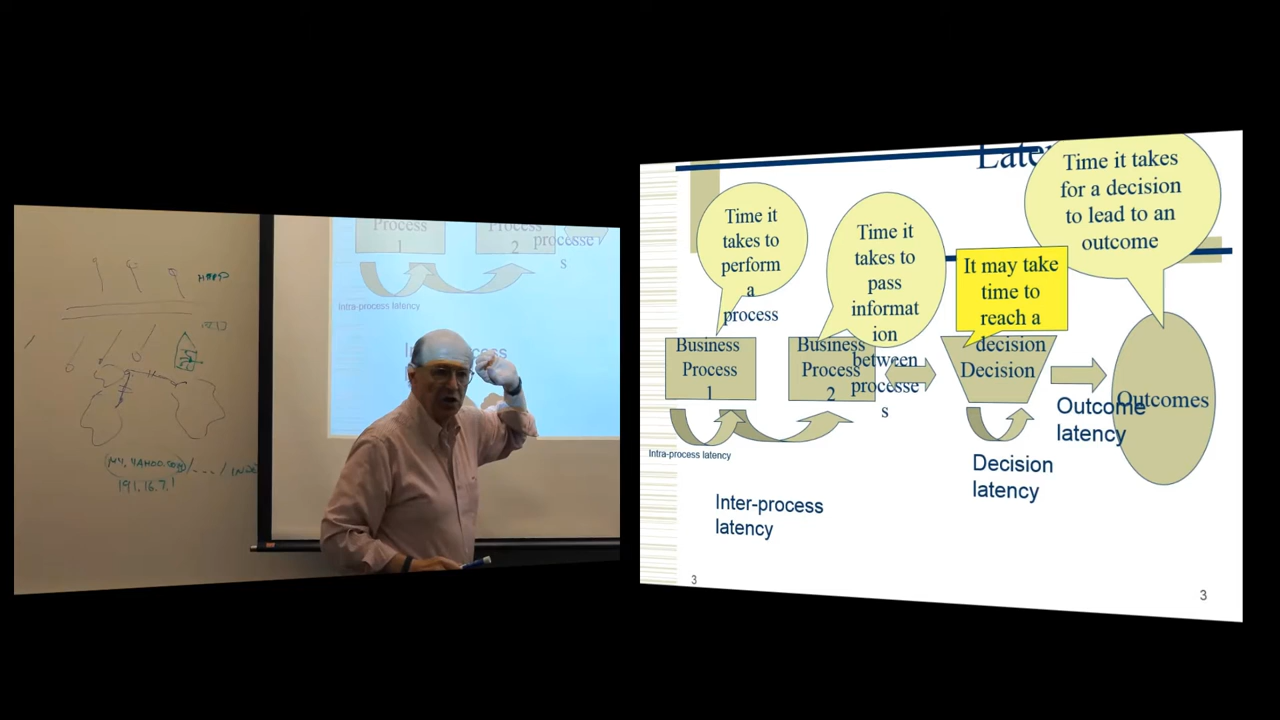 Process
1
Process
2
processe
s
Intra-process latency
191.16.7.1
Time it
takes to
perform
a
process
Time it
takes to
pass
informat
ion
between
processe
s
It may take
time to
reach a
decision
Time it takes
for a decision
to lead to an
outcome
Business
Process
1
Business
Process
2
Decision
Outcomes
Outcome
latency
Intra-process latency
Decision
latency
Inter-process
latency
3
3